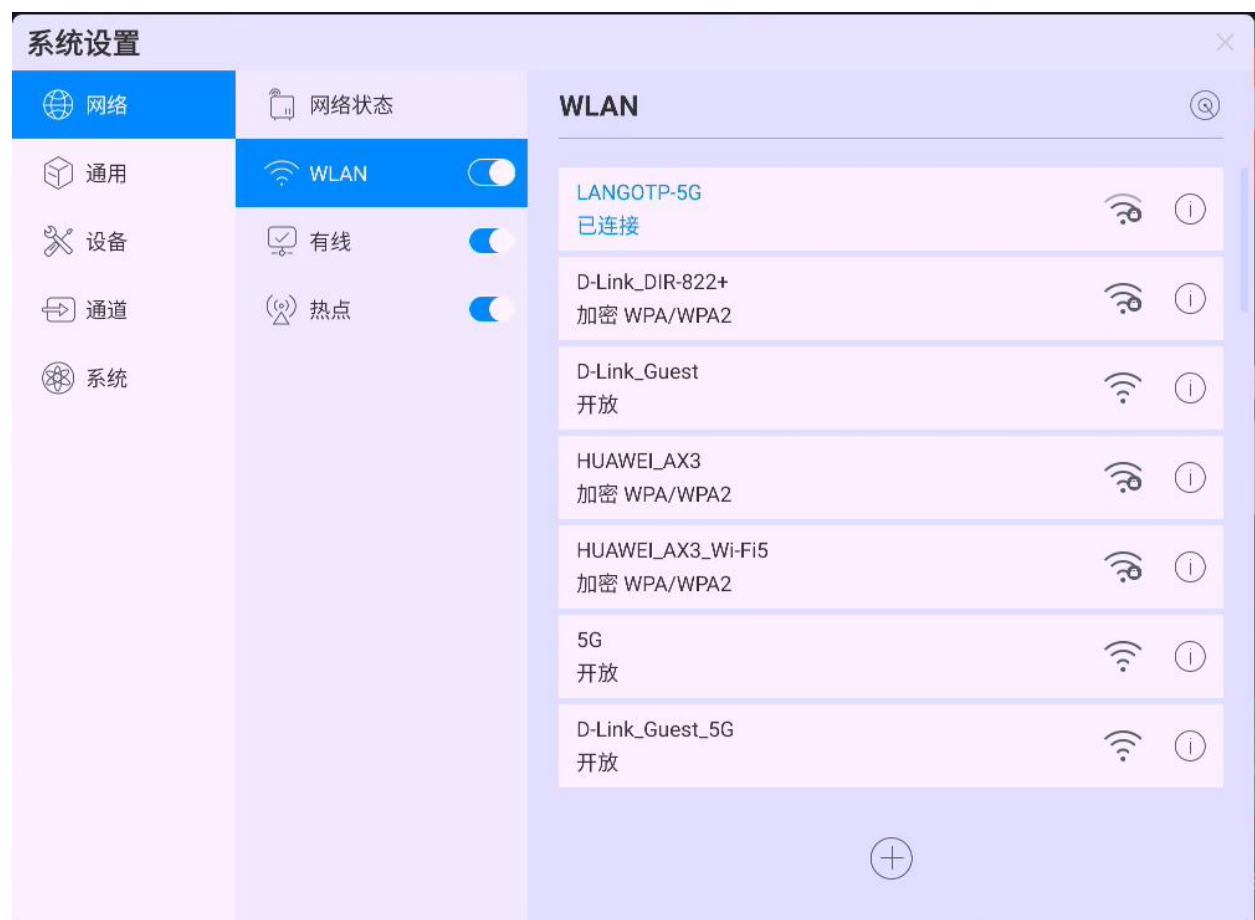 系统设置
网络
通用
设备
通道
系统
网络状态
WLAN
有线
热点
WLAN
LANGOTP-5G
已连接
D-Link_DIR-822+
加密 WPA/WPA2
D-Link_Guest
开放
HUAWEI_AX3
加密 WPA/WPA2
HUAWEI_AX3_Wi-Fi5
加密 WPA/WPA2
5G
开放
D-Link_Guest_5G
开放